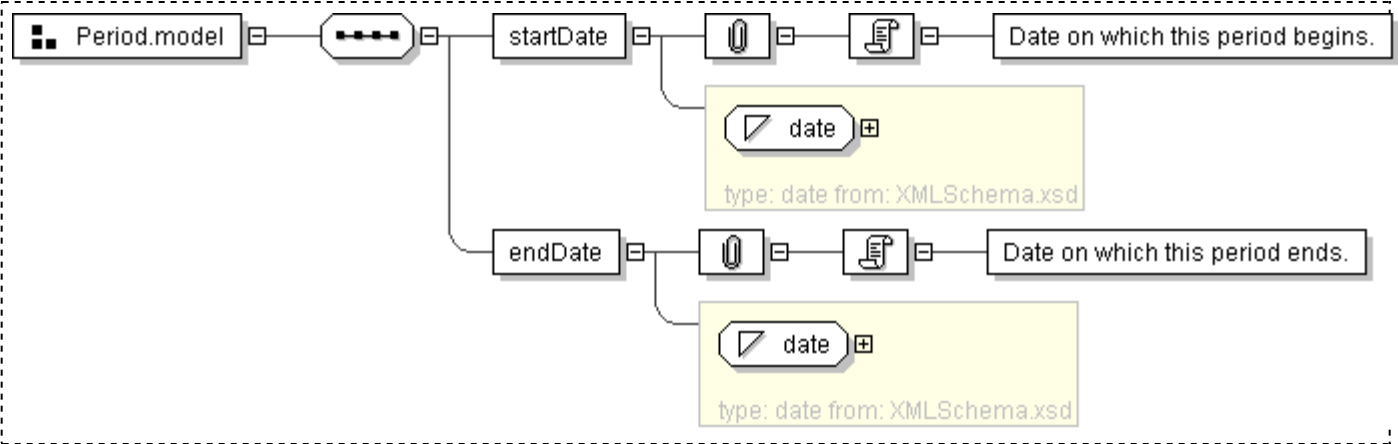 Period.model
startDate
Date on which this period begins.
date
type: date from: XMLSchema.xsd
endDate
Date on which this period ends.
date
type: date from: XMLSchema.xsd